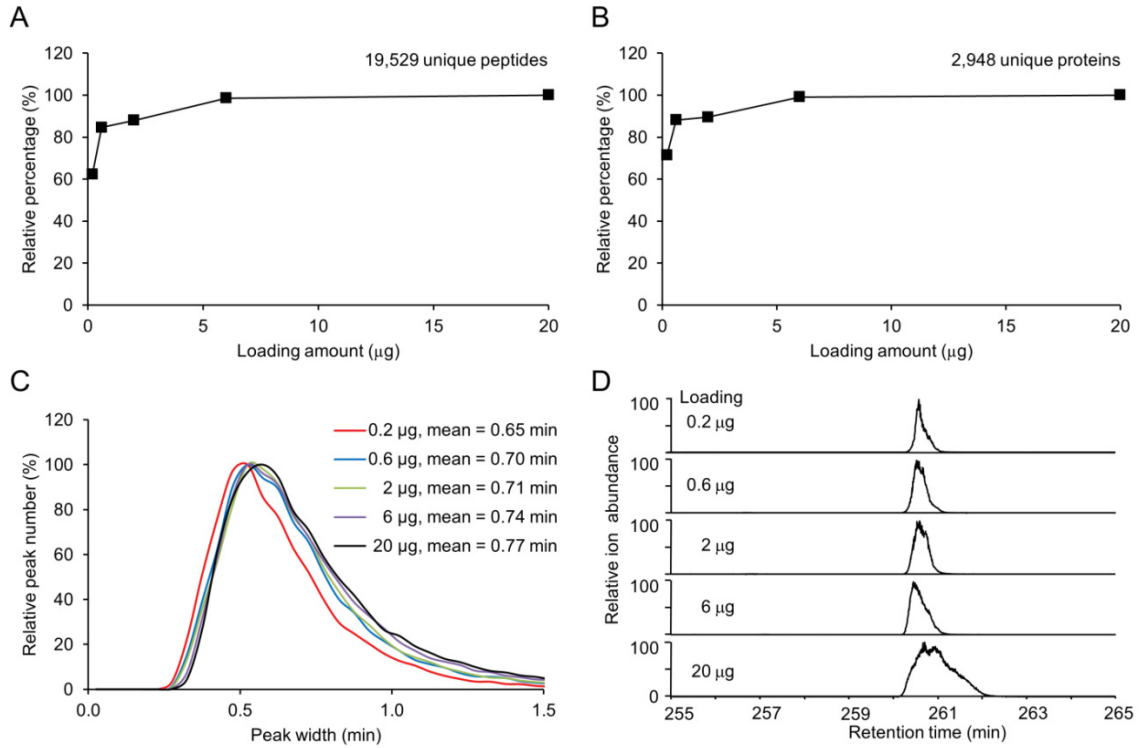 A
120
100
80
60
40
20
0
Relative percentage (%)
19,529 unique peptides
0 5 10 15 20
Loading amount (µg)
B
120
100
80
60
40
20
0
Relative percentage (%)
2,948 unique proteins
0 5 10 15 20
Loading amount (µg)
C
120
100
80
60
40
20
0
Relative peak number (%)
0.2 µg, mean = 0.65 min
0.6 µg, mean = 0.70 min
2 µg, mean = 0.71 min
6 µg, mean = 0.74 min
20 µg, mean = 0.77 min
0.0 0.5 1.0 1.5
Peak width (min)
D
Relative ion abundance
100 Loading
0.2 µg
100
0.6 µg
100
2 µg
100
6 µg
100
20 µg
0
255 257 259 261 263 265
Retention time (min)